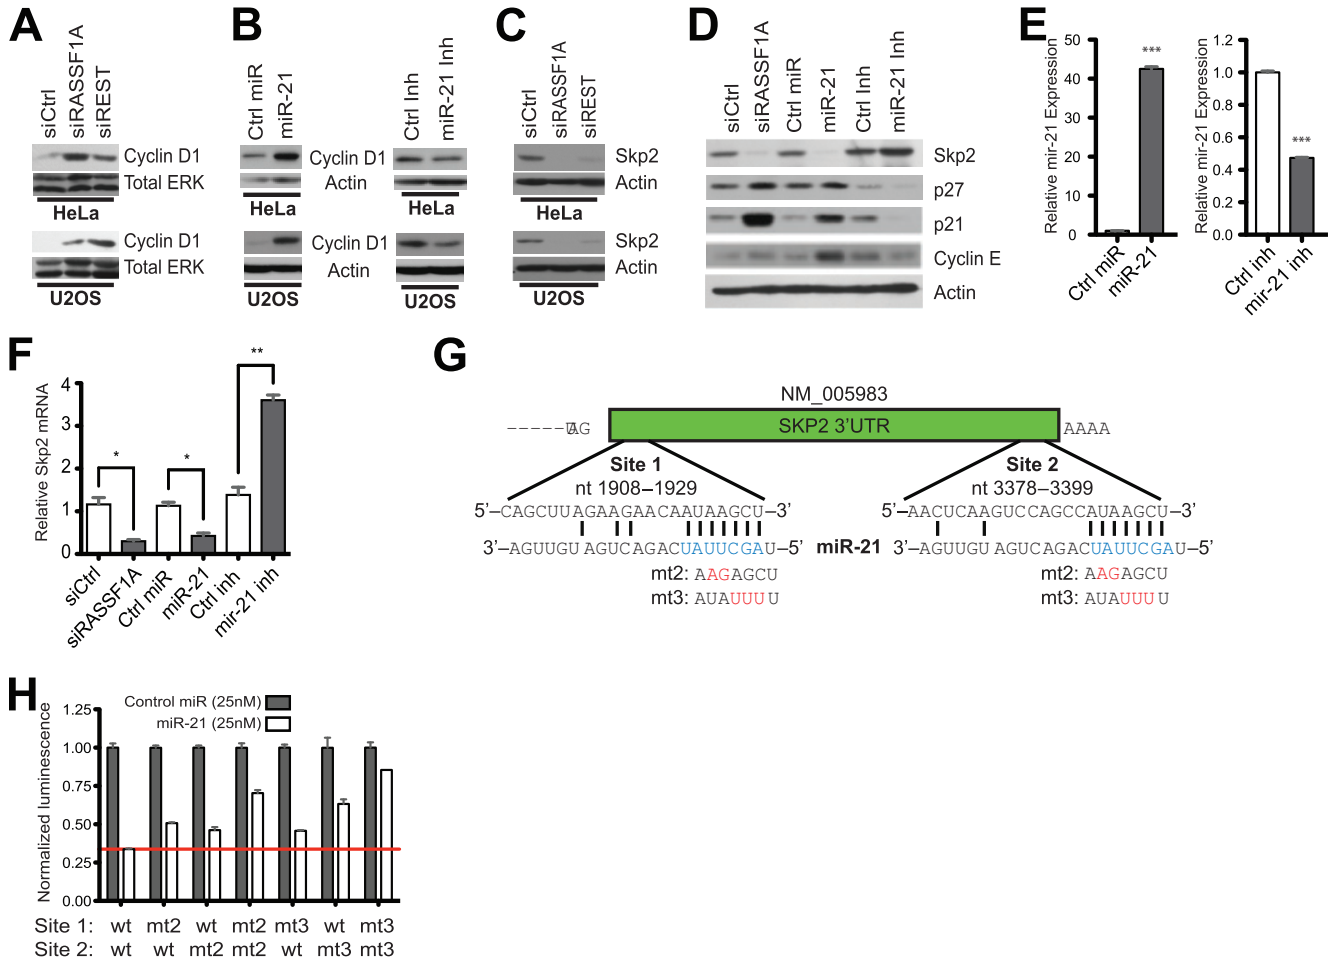 A
siCtrl
siRASSF1A
siREST
Cyclin D1
Total ERK
HeLa
Cyclin D1
Total ERK
U2OS
B
Ctrl miR
miR-21
Ctrl Inh
miR-21 Inh
Cyclin D1
Actin
HeLa
HeLa
Cyclin D1
Actin
U2OS
U2OS
C
siCtrl
siRASSF1A
siREST
Skp2
Actin
HeLa
Skp2
Actin
U2OS
D
siCtrl
siRASSF1A
Ctrl miR
miR-21
Ctrl Inh
miR-21 Inh
Skp2
p27
p21
Cyclin E
Actin
E
Relative mir-21 Expression
50
40
30
20
10
0
***
Ctrl miR
miR-21
Relative mir-21 Expression
1.2
1.0
0.8
0.6
0.4
0.2
0.0
***
Ctrl inh
mir-21 inh
F
Relative Skp2 mRNA
4
3
2
1
0
*
*
**
siCtrl
siRASSF1A
Ctrl miR
miR-21
Ctrl inh
mir-21 inh
G
NM_005983
-----UAG
SKP2 3'UTR
AAAA
Site 1
nt 1908–1929
5'–CAGCUUAGAAGAACAAUAAGCU–3'
3'–AGUUGUAGUCAGACUAUUCGAU–5'
mt2: AAGAGCU
mt3: AUAUUUU
miR-21
Site 2
nt 3378–3399
5'–AACUCAAGUCCAGCCAUAAGCU–3'
3'–AGUUGUAGUCAGACUAUUCGAU–5'
mt2: AAGAGCU
mt3: AUAUUUU
H
Control miR (25nM)
miR-21 (25nM)
Normalized luminescence
1.25
1.00
0.75
0.50
0.25
0.00
Site 1: wt mt2 wt mt2 mt3 wt mt3
Site 2: wt wt mt2 mt2 wt mt3 mt3